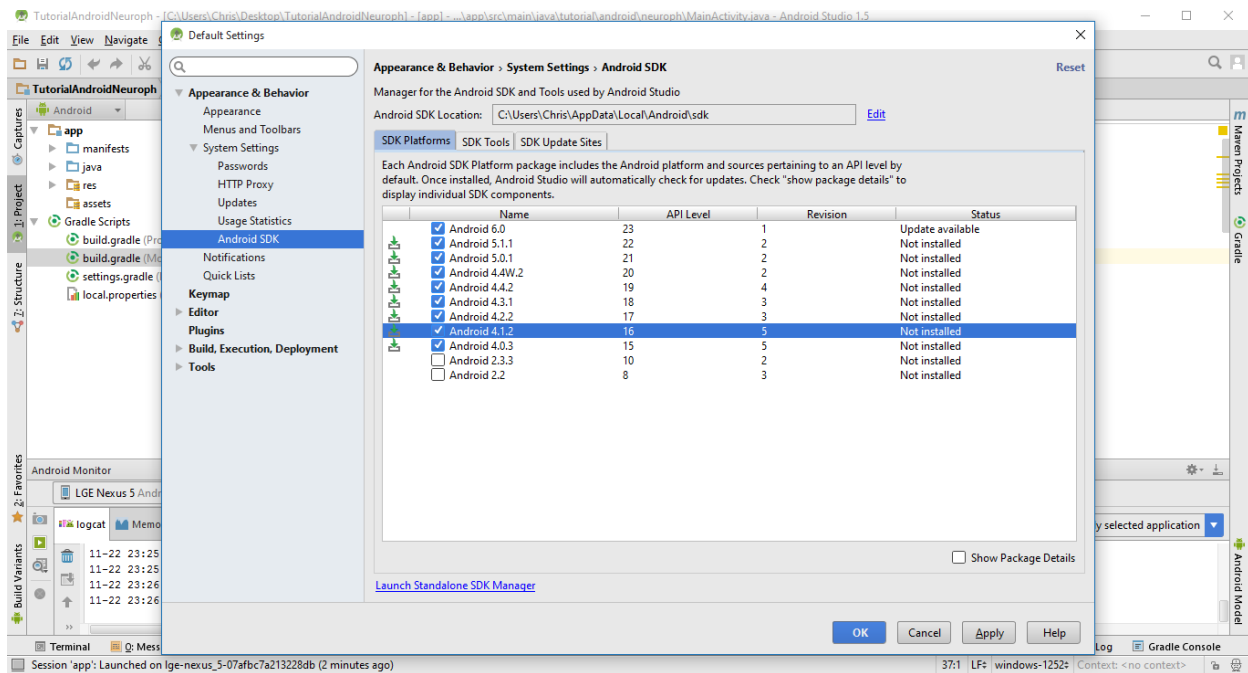 TutorialAndroidNeuroph - [C:\Users\Chris\Desktop\TutorialAndroidNeuroph] - [app] - ...\app\src\main\java\tutorial\android\neuroph\MainActivity.java - Android Studio 1.5
File Edit View Navigate
Default Settings
TutorialAndroidNeuroph
Android
app
manifests
java
res
assets
Gradle Scripts
build.gradle (Pro
build.gradle (Mo
settings.gradle (
local.properties
Captures
1: Project
7: Structure
2: Favorites
Build Variants
Appearance & Behavior
Appearance
Menus and Toolbars
System Settings
Passwords
HTTP Proxy
Updates
Usage Statistics
Android SDK
Notifications
Quick Lists
Keymap
Editor
Plugins
Build, Execution, Deployment
Tools
Appearance & Behavior › System Settings › Android SDK Reset
Manager for the Android SDK and Tools used by Android Studio
Android SDK Location: C:\Users\Chris\AppData\Local\Android\sdk Edit
SDK Platforms SDK Tools SDK Update Sites
Each Android SDK Platform package includes the Android platform and sources pertaining to an API level by
default. Once installed, Android Studio will automatically check for updates. Check "show package details" to
display individual SDK components.
Name API Level Revision Status
Android 6.0 23 1 Update available
Android 5.1.1 22 2 Not installed
Android 5.0.1 21 2 Not installed
Android 4.4W.2 20 2 Not installed
Android 4.4.2 19 4 Not installed
Android 4.3.1 18 3 Not installed
Android 4.2.2 17 3 Not installed
Android 4.1.2 16 5 Not installed
Android 4.0.3 15 5 Not installed
Android 2.3.3 10 2 Not installed
Android 2.2 8 3 Not installed
Show Package Details
Launch Standalone SDK Manager
OK Cancel Apply Help
m Maven Projects
Gradle
Android Model
Android Monitor
LGE Nexus 5 Andr
logcat Memo
y selected application
11-22 23:25
11-22 23:25
11-22 23:26
11-22 23:26
Terminal 0: Mess Log Gradle Console
Session 'app': Launched on lge-nexus_5-07afbc7a213228db (2 minutes ago) 37:1 LF windows-1252 Context: <no context>